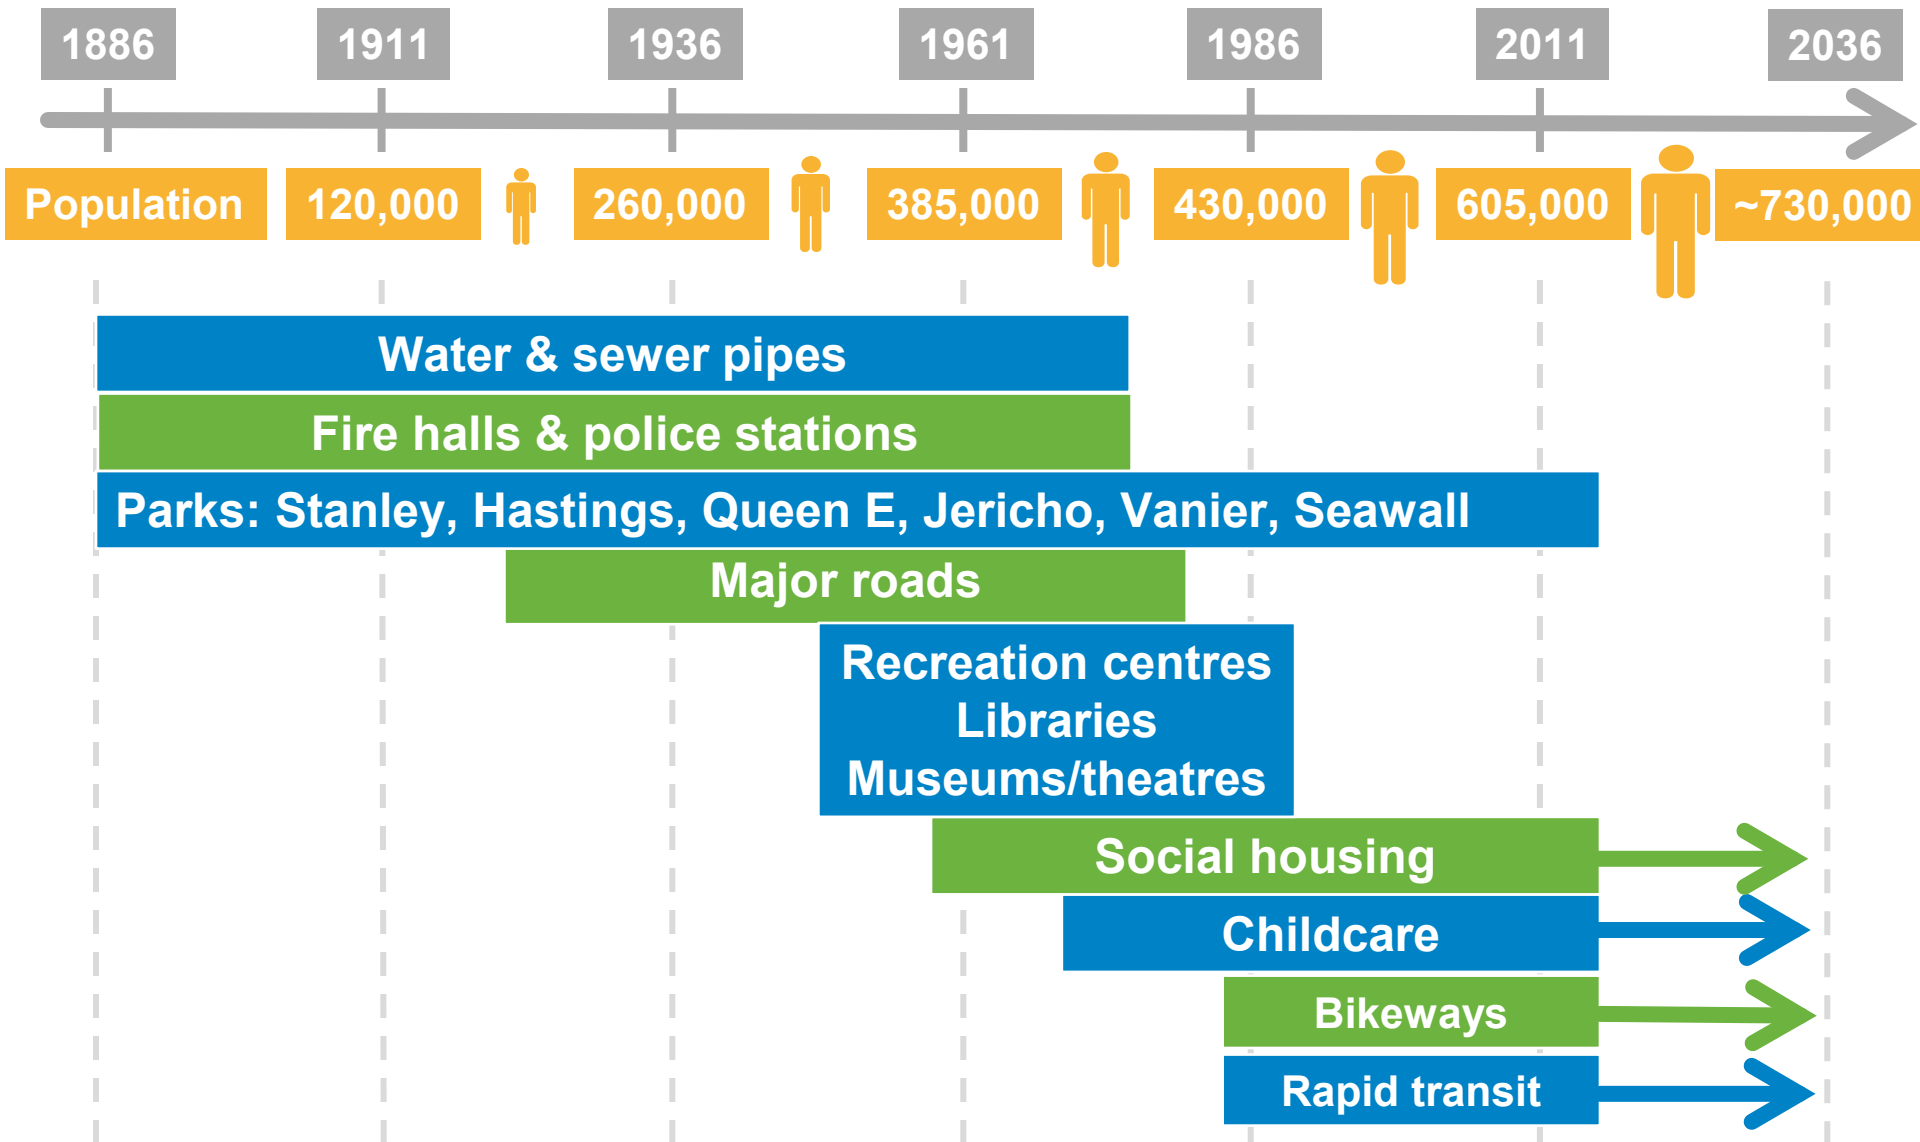 1886 1911 1936 1961 1986 2011 2036
Population 120,000 260,000 385,000 430,000 605,000 ~730,000
Water & sewer pipes
Fire halls & police stations
Parks: Stanley, Hastings, Queen E, Jericho, Vanier, Seawall
Major roads
Recreation centres
Libraries
Museums/theatres
Social housing
Childcare
Bikeways
Rapid transit